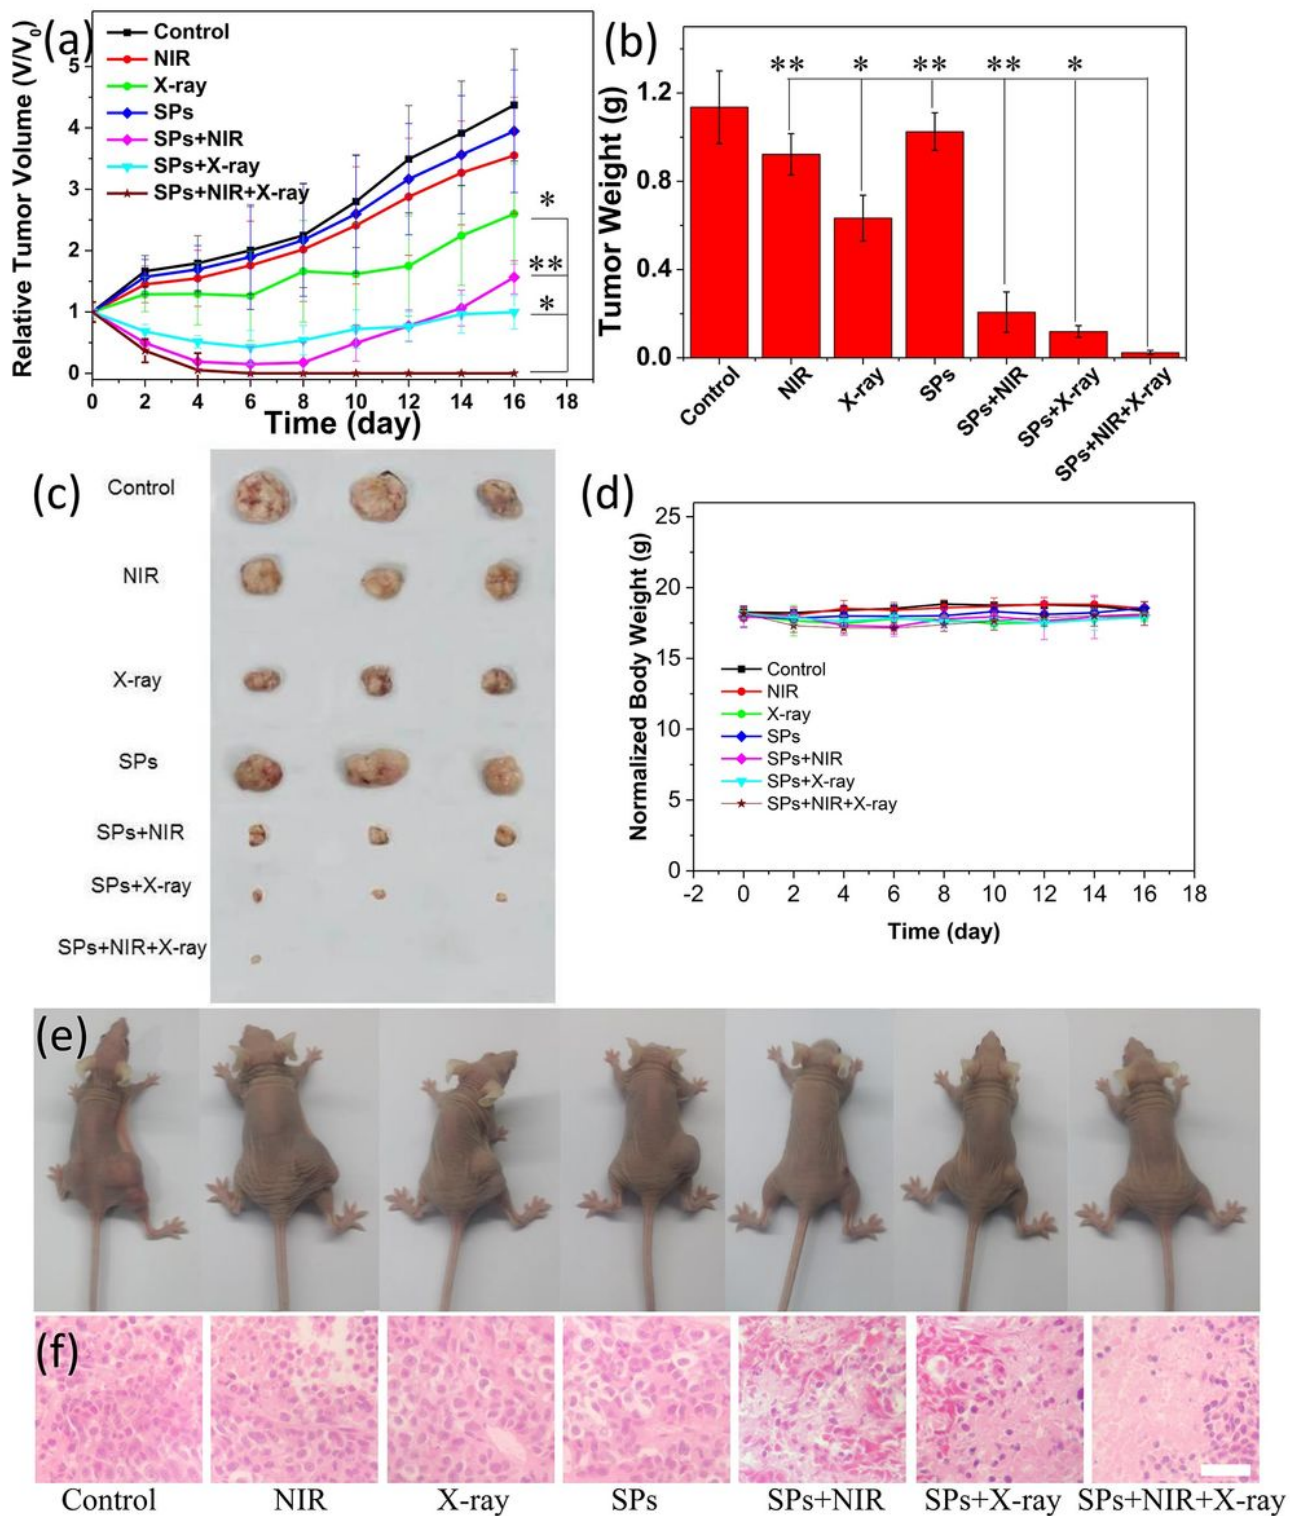 (a)
Relative Tumor Volume (V/V0)
5
4
3
2
1
0
Control
NIR
X-ray
SPs
SPs+NIR
SPs+X-ray
SPs+NIR+X-ray
*
**
*
0 2 4 6 8 10 12 14 16 18
Time (day)
(b)
Tumor Weight (g)
1.2
0.8
0.4
0.0
** * ** ** *
Control NIR X-ray SPs SPs+NIR SPs+X-ray SPs+NIR+X-ray
(c)
Control
NIR
X-ray
SPs
SPs+NIR
SPs+X-ray
SPs+NIR+X-ray
(d)
Normalized Body Weight (g)
25
20
15
10
5
0
Control
NIR
X-ray
SPs
SPs+NIR
SPs+X-ray
SPs+NIR+X-ray
-2 0 2 4 6 8 10 12 14 16 18
Time (day)
(e)
(f)
Control NIR X-ray SPs SPs+NIR SPs+X-ray SPs+NIR+X-ray